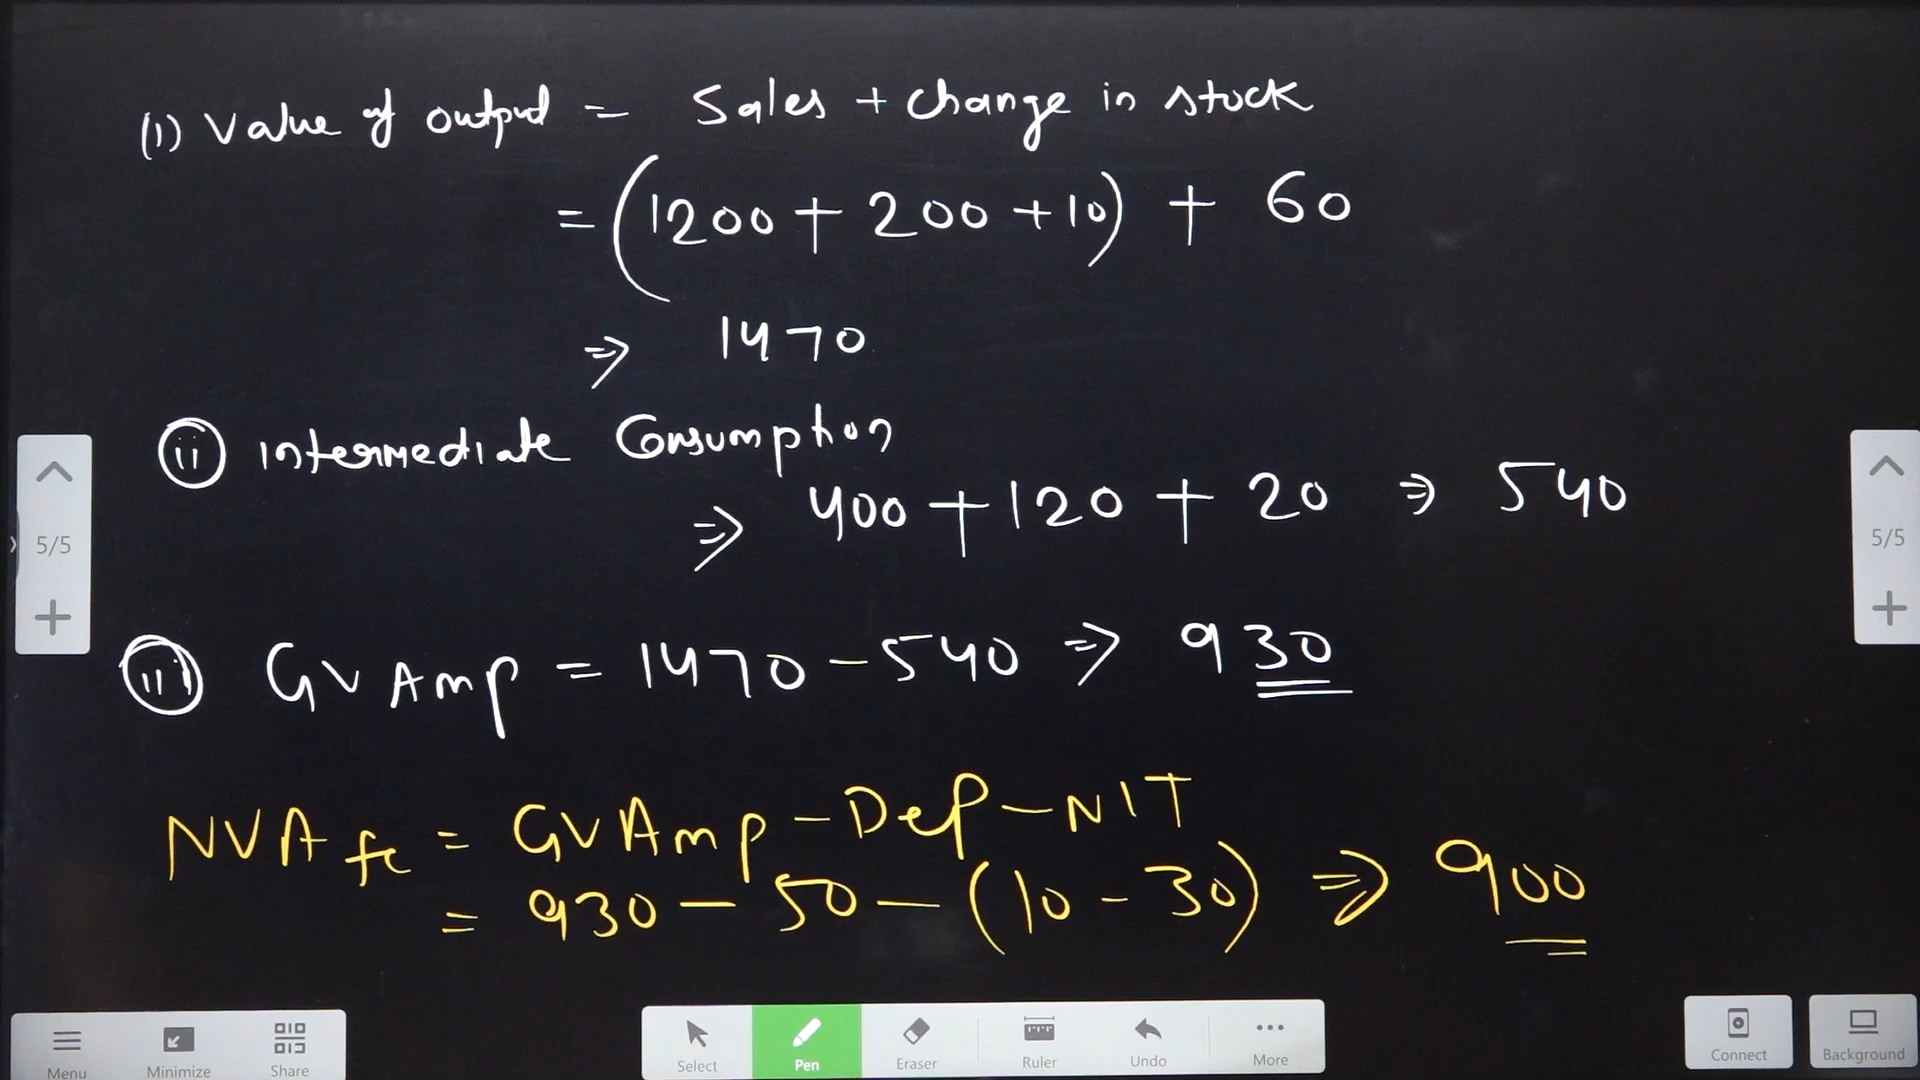 (1) Value of output = Sales + Change in stock
= (1200 + 200 + 10) + 60
⇒ 1470
(ii) Intermediate Consumption
⇒ 400 + 120 + 20 ⇒ 540
(iii) GVAmp = 1470 - 540 ⇒ 930
NVAfc = GVAmp - Dep - NIT
= 930 - 50 - (10 - 30) ⇒ 900
5/5
5/5
Menu Minimize Share Select Pen Eraser Ruler Undo More Connect Background